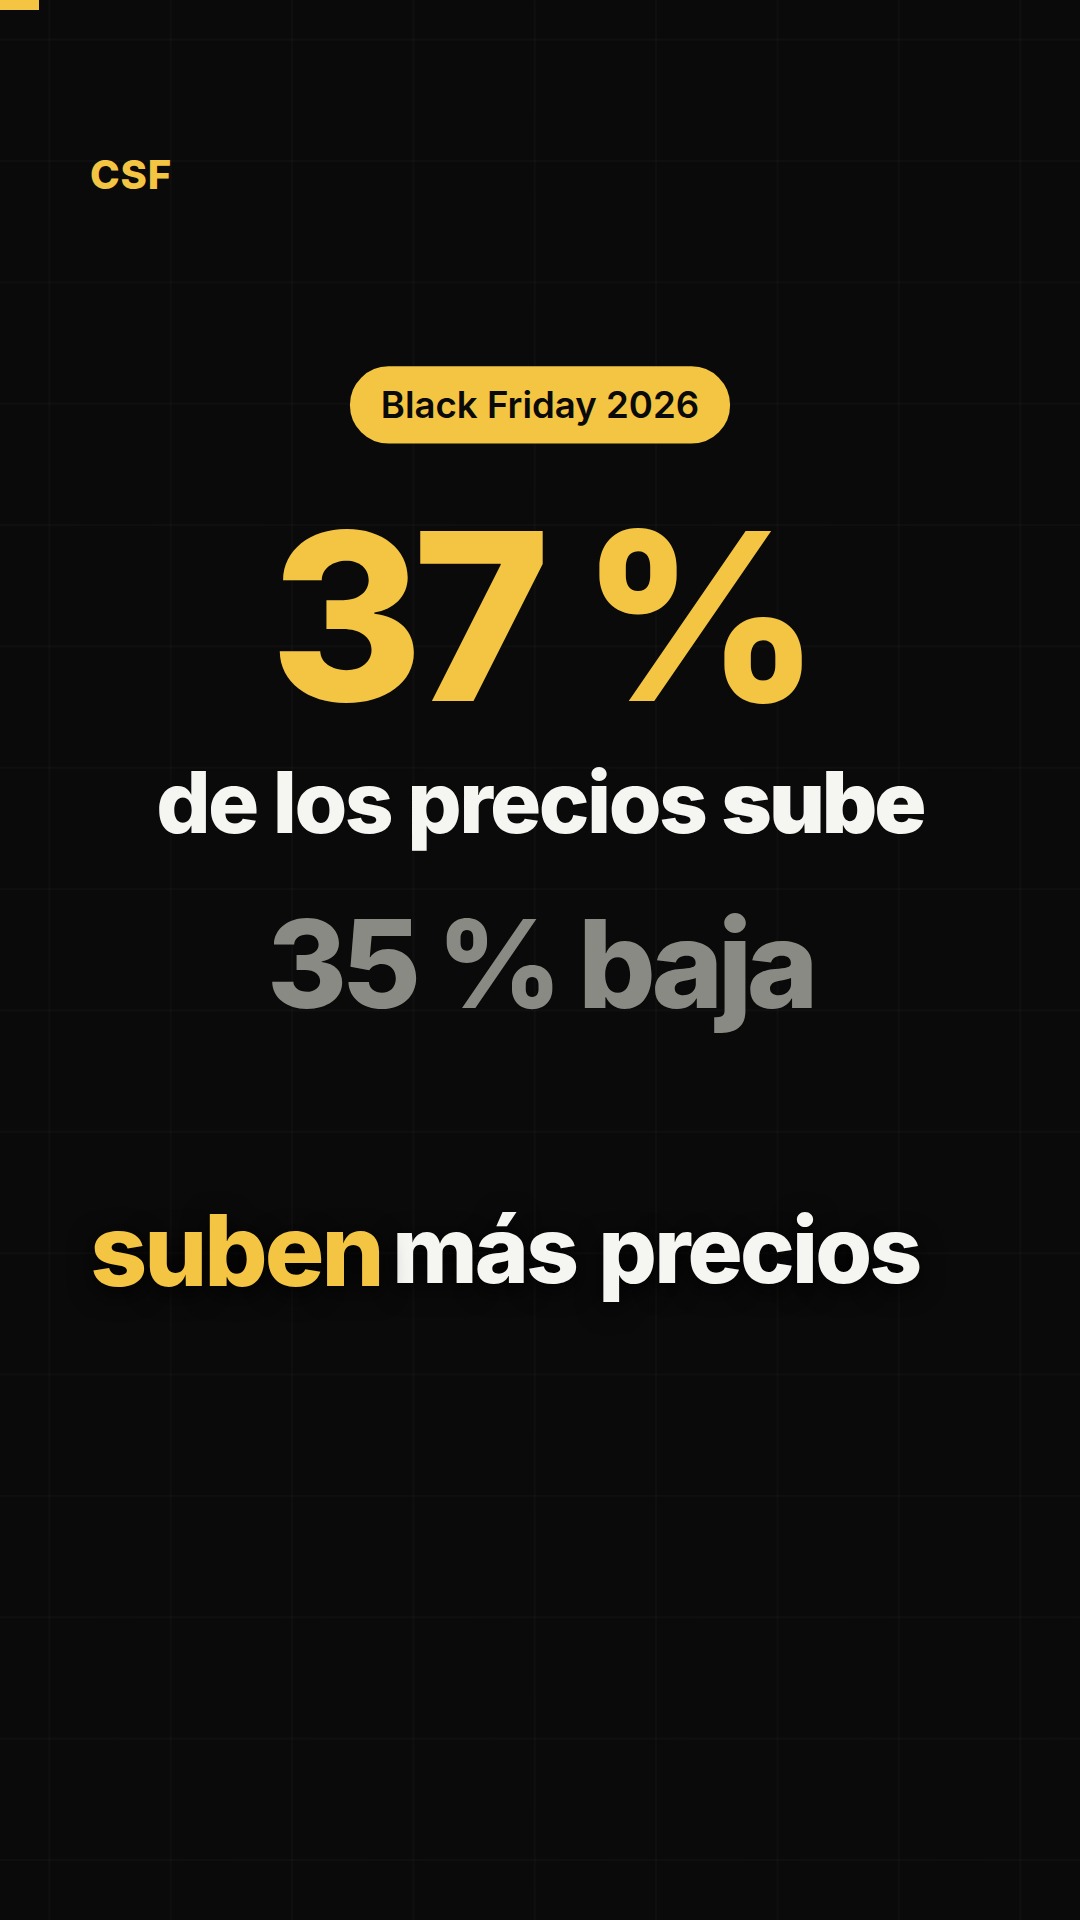 CSF
Black Friday 2026
37 %
de los precios sube
35 % baja
suben más precios